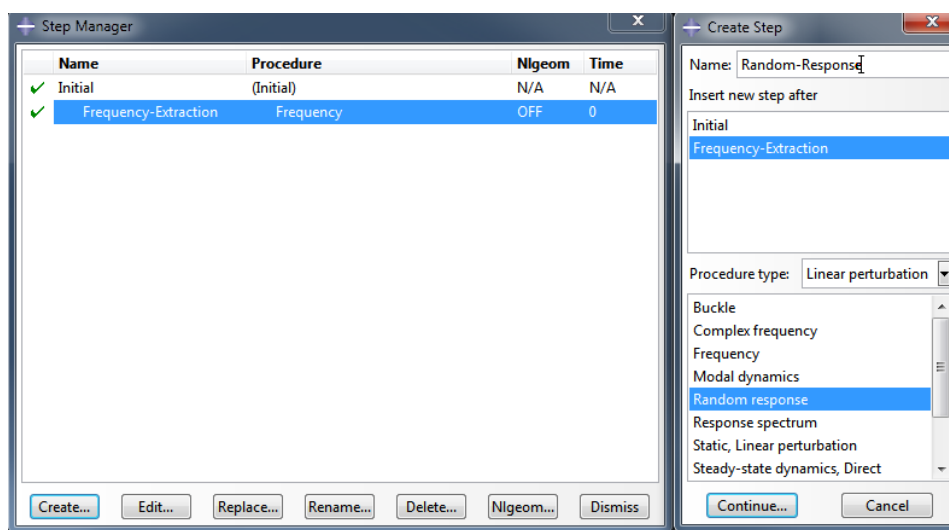 Step Manager
x
Name Procedure Nlgeom Time
Initial (Initial) N/A N/A
Frequency-Extraction Frequency OFF 0
Create... Edit... Replace... Rename... Delete... Nlgeom... Dismiss
Create Step
x
Name: Random-Response
Insert new step after
Initial
Frequency-Extraction
Procedure type: Linear perturbation
Buckle
Complex frequency
Frequency
Modal dynamics
Random response
Response spectrum
Static, Linear perturbation
Steady-state dynamics, Direct
Continue... Cancel